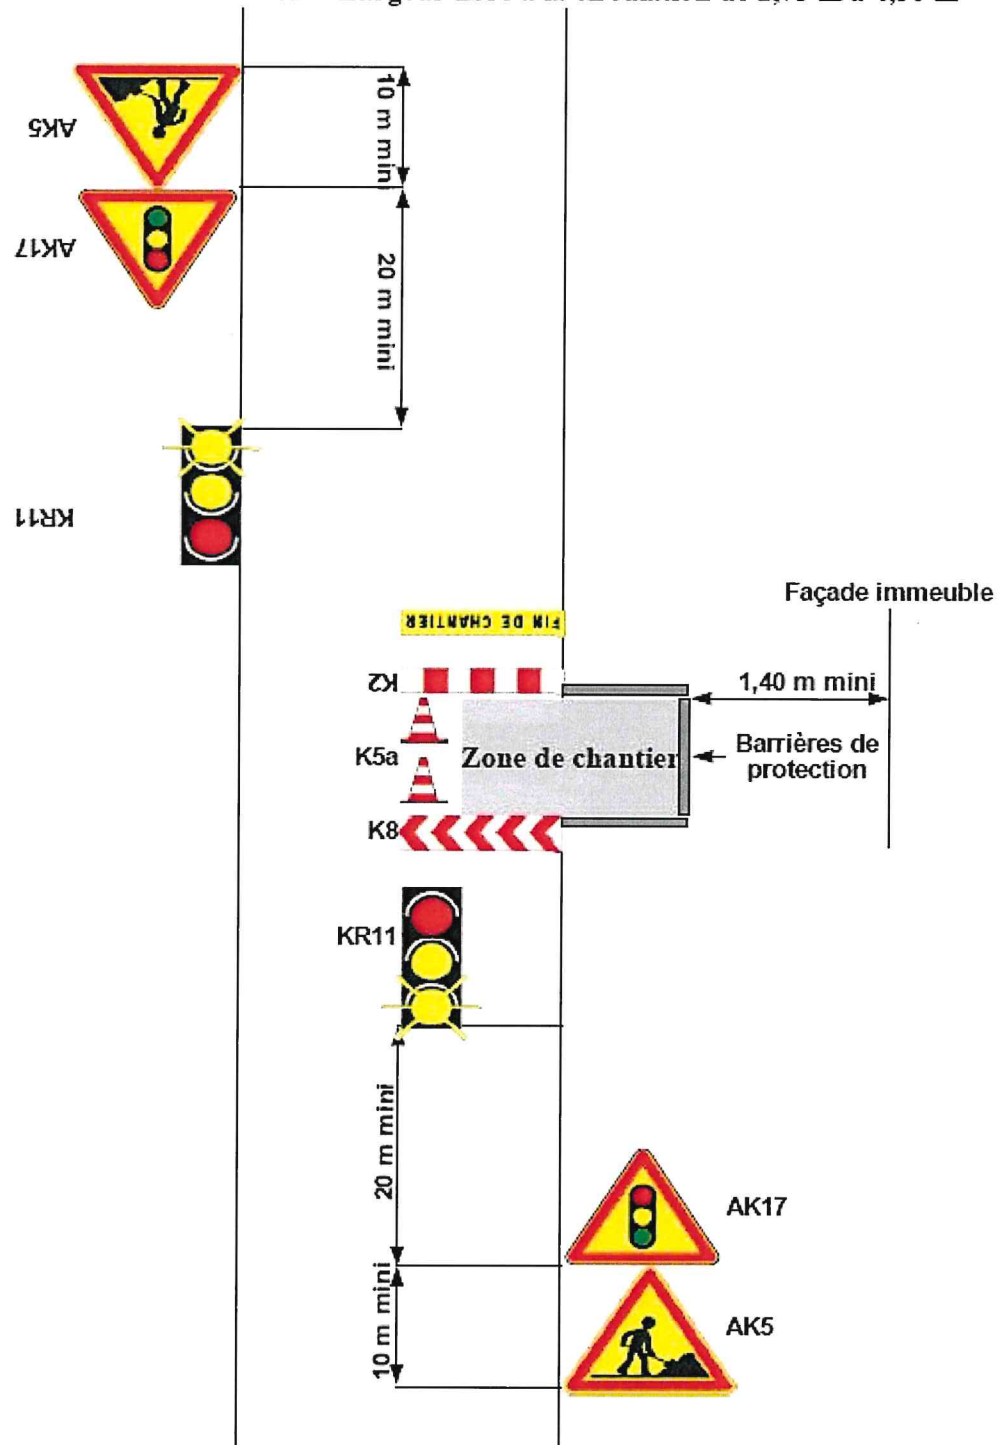 10 m mini
AK5
AK17
20 m mini
KR11
Façade immeuble
FIN DE CHANTIER
K2
1,40 m mini
K5a
Zone de chantier
Barrières de
protection
K8
KR11
20 m mini
AK17
10 m mini
AK5